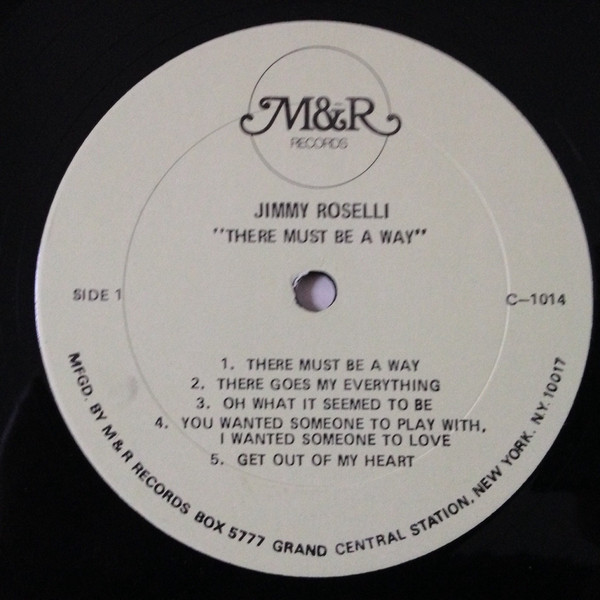 M&R
RECORDS
JIMMY ROSELLI
"THERE MUST BE A WAY"
SIDE 1
C-1014
1. THERE MUST BE A WAY
2. THERE GOES MY EVERYTHING
3. OH WHAT IT SEEMED TO BE
4. YOU WANTED SOMEONE TO PLAY WITH,
I WANTED SOMEONE TO LOVE
5. GET OUT OF MY HEART
MFGD. BY M & R RECORDS BOX 5777 GRAND CENTRAL STATION, NEW YORK. N.Y. 10017